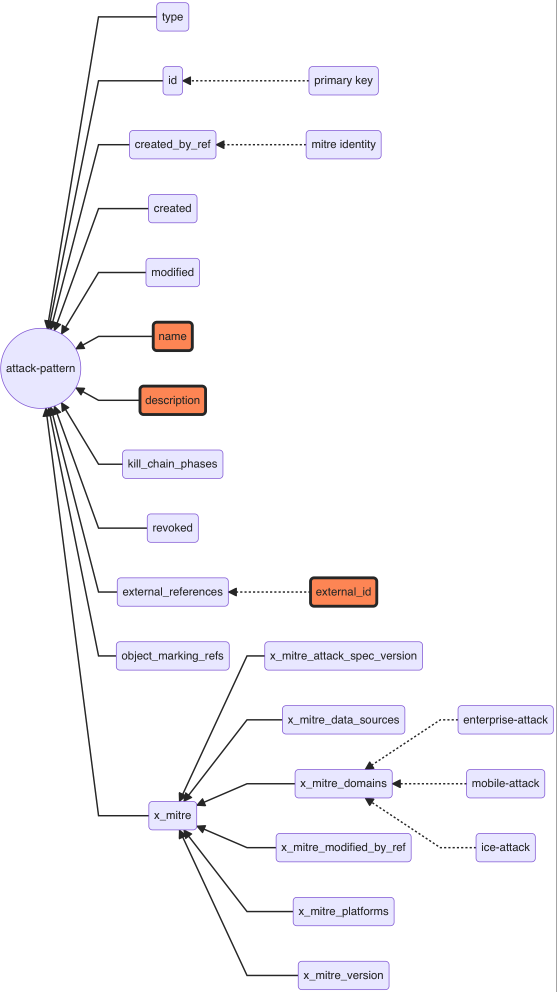 type
id
primary key
created_by_ref
mitre identity
created
modified
name
attack-pattern
description
kill_chain_phases
revoked
external_references
external_id
object_marking_refs
x_mitre_attack_spec_version
x_mitre_data_sources
enterprise-attack
x_mitre_domains
mobile-attack
x_mitre
x_mitre_modified_by_ref
ice-attack
x_mitre_platforms
x_mitre_version